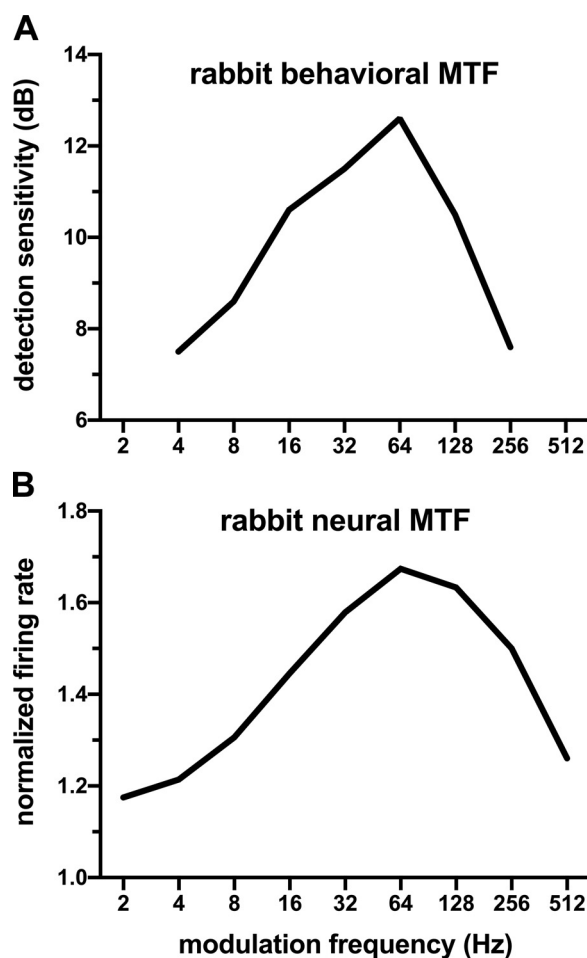 A
rabbit behavioral MTF
detection sensitivity (dB)
14
12
10
8
6
2 4 8 16 32 64 128 256 512
B
rabbit neural MTF
normalized firing rate
1.8
1.6
1.4
1.2
1.0
2 4 8 16 32 64 128 256 512
modulation frequency (Hz)